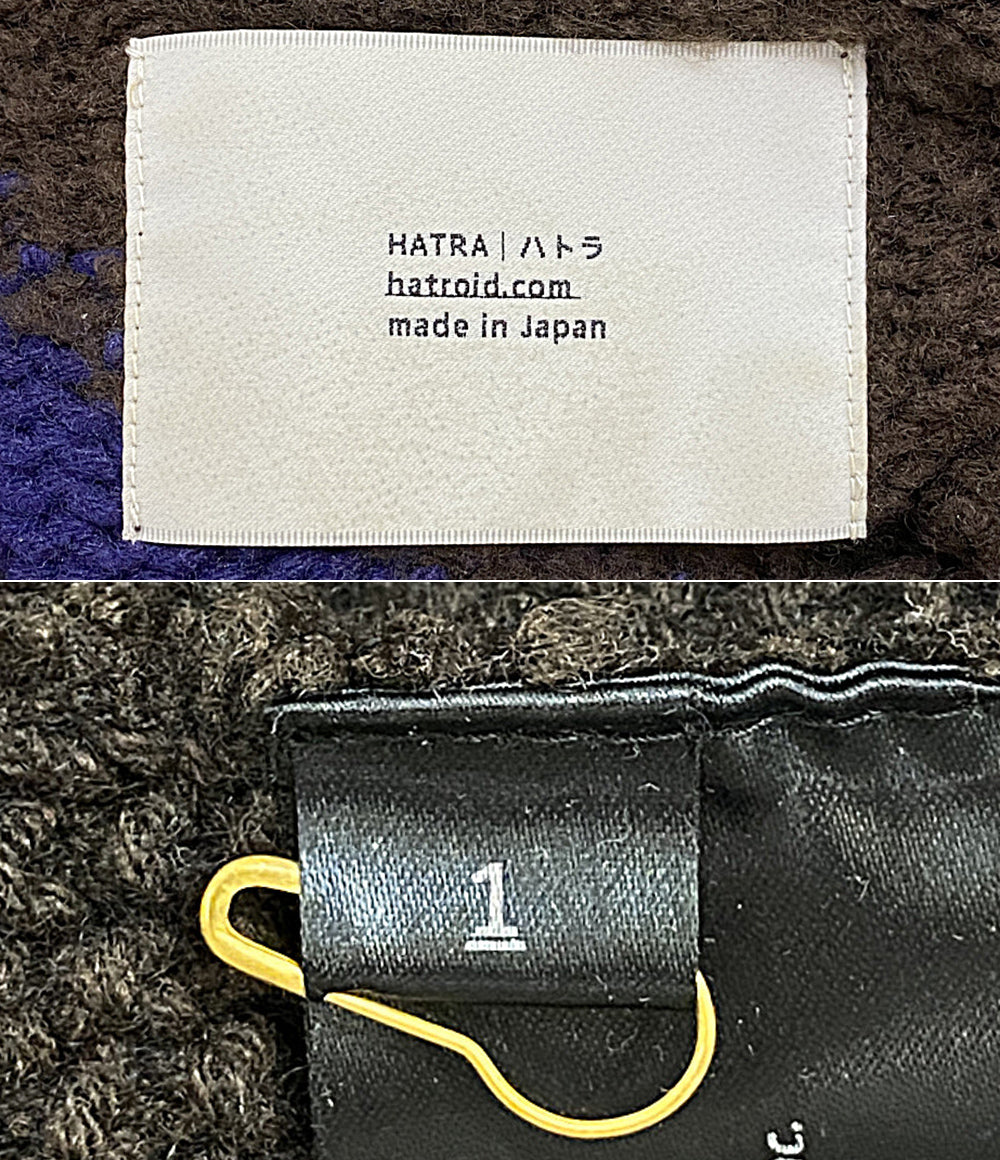 HATRA | ハトラ
hatroid.com
made in Japan
1